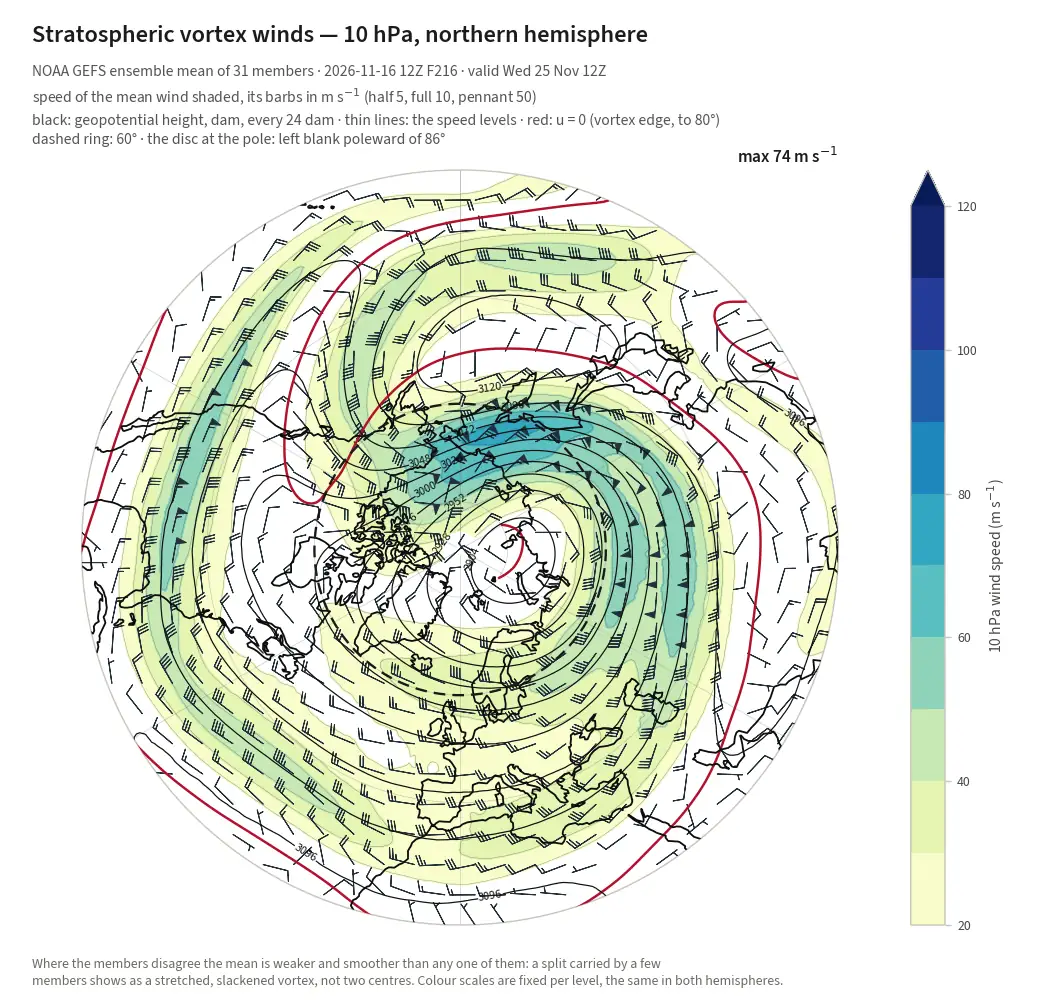 Stratospheric vortex winds — 10 hPa, northern hemisphere
NOAA GEFS ensemble mean of 31 members · 2026-11-16 12Z F216 · valid Wed 25 Nov 12Z
speed of the mean wind shaded, its barbs in m s⁻¹ (half 5, full 10, pennant 50)
black: geopotential height, dam, every 24 dam · thin lines: the speed levels · red: u = 0 (vortex edge, to 80°)
dashed ring: 60° · the disc at the pole: left blank poleward of 86°
max 74 m s⁻¹
120
100
80
60
40
20
10 hPa wind speed (m s⁻¹)
3120
3096
3048
3000
2952
3096
3096
Where the members disagree the mean is weaker and smoother than any one of them: a split carried by a few
members shows as a stretched, slackened vortex, not two centres. Colour scales are fixed per level, the same in both hemispheres.